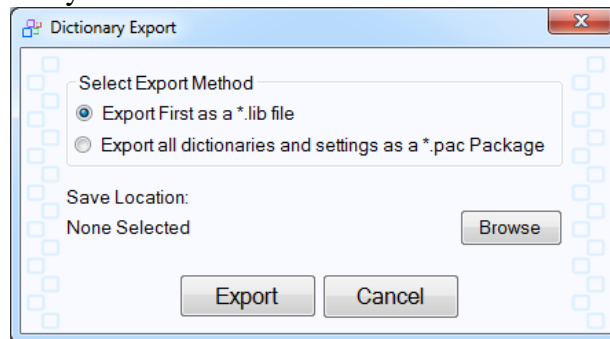 Dictionary Export
Select Export Method
Export First as a *.lib file
Export all dictionaries and settings as a *.pac Package
Save Location:
None Selected
Browse
Export
Cancel